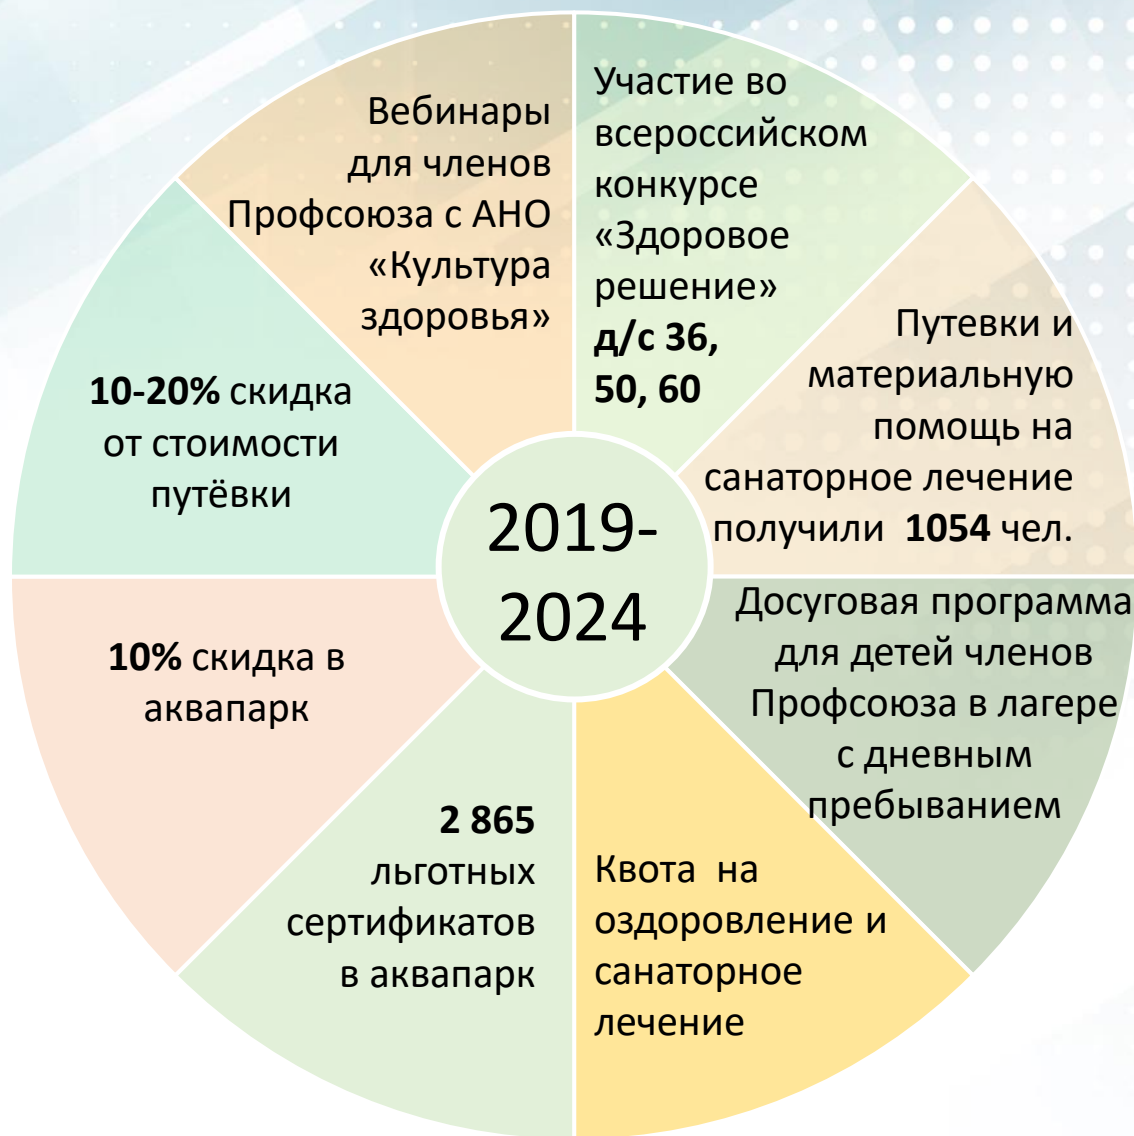 Участие во
всероссийском
конкурсе
«Здоровое
решение»
д/с 36,
50, 60
Путевки и
материальную
помощь на
санаторное лечение
получили 1054 чел.
Досуговая программа
для детей членов
Профсоюза в лагере
с дневным
пребыванием
Квота на
оздоровление и
санаторное
лечение
2 865
льготных
сертификатов
в аквапарк
10% скидка в
аквапарк
10-20% скидка
от стоимости
путёвки
Вебинары
для членов
Профсоюза с АНО
«Культура
здоровья»
2019-
2024